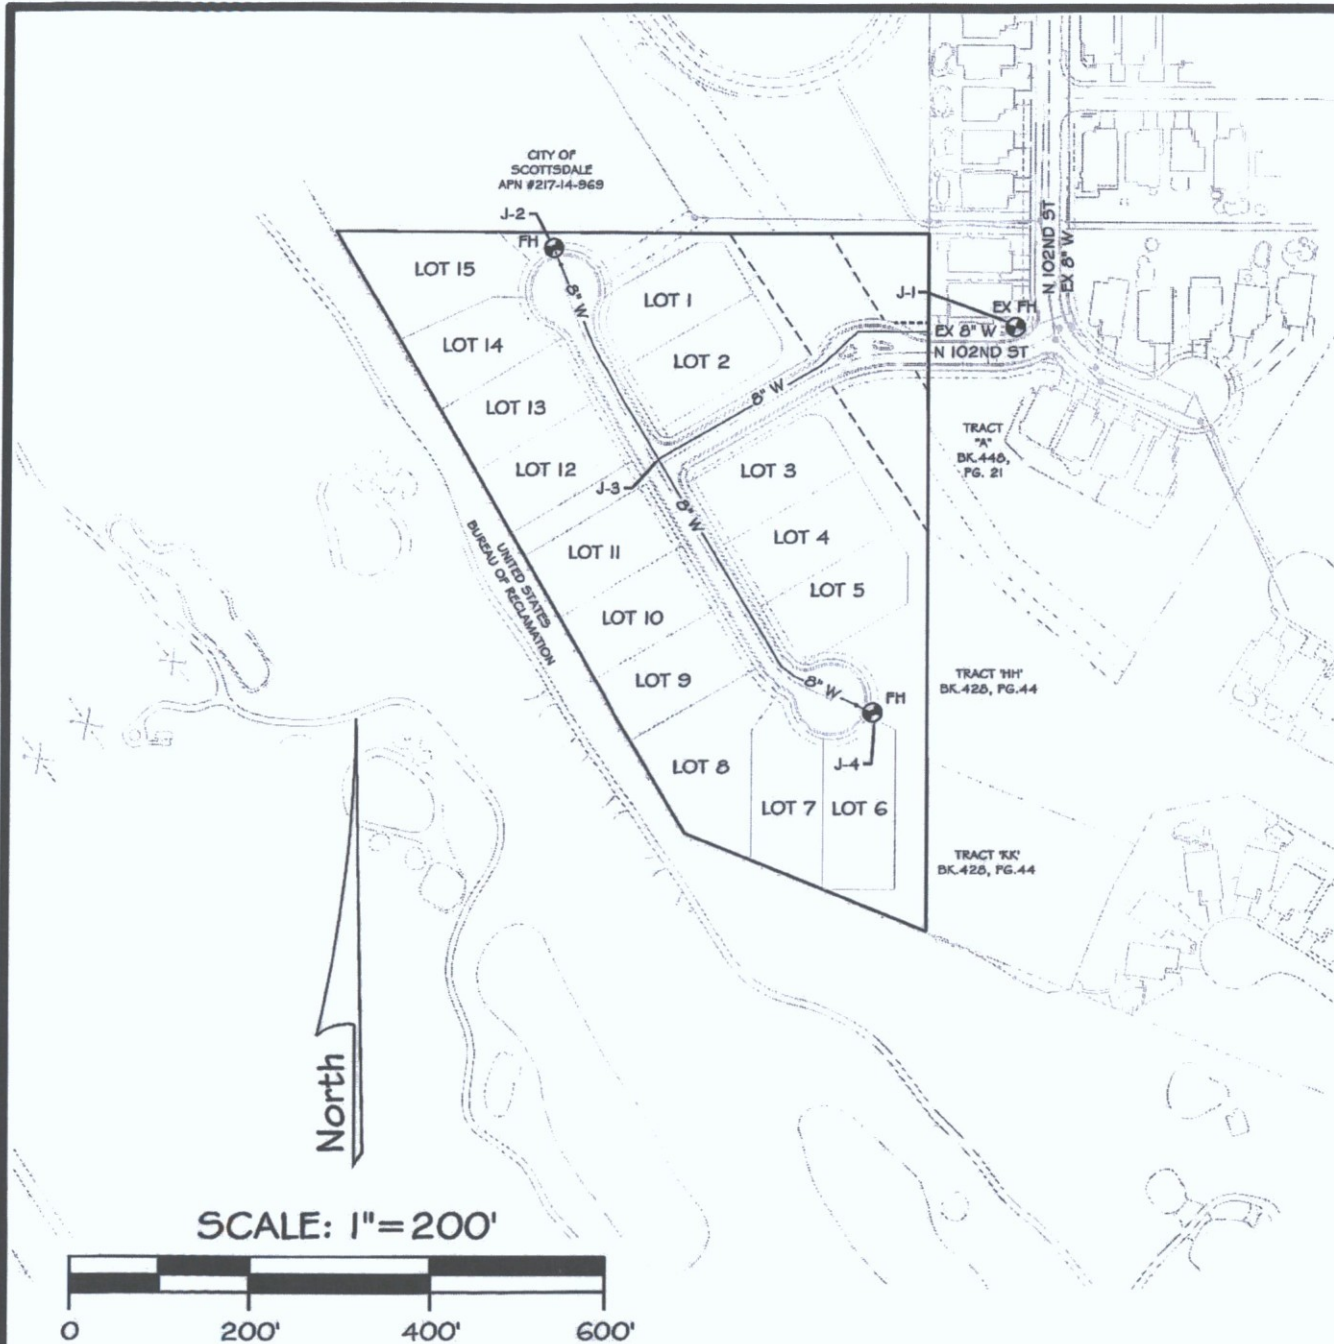 CITY OF
SCOTTSDALE
APN #217-14-969
J-2
FH
LOT 15
8" W
LOT 1
LOT 14
LOT 2
LOT 13
LOT 12
J-1
EX FH
EX 8" W
N 102ND ST
N 102ND ST
EX 8" W
8" W
TRACT
"A"
BK.448,
PG. 21
LOT 3
J-3
8" W
LOT 4
LOT 11
LOT 5
UNITED STATES
BUREAU OF RECLAMATION
LOT 10
LOT 9
8" W
FH
TRACT 'HH'
BK.428, PG.44
J-4
LOT 8
LOT 7
LOT 6
TRACT 'KK'
BK.428, PG.44
North
SCALE: 1"=200'
0
200'
400'
600'